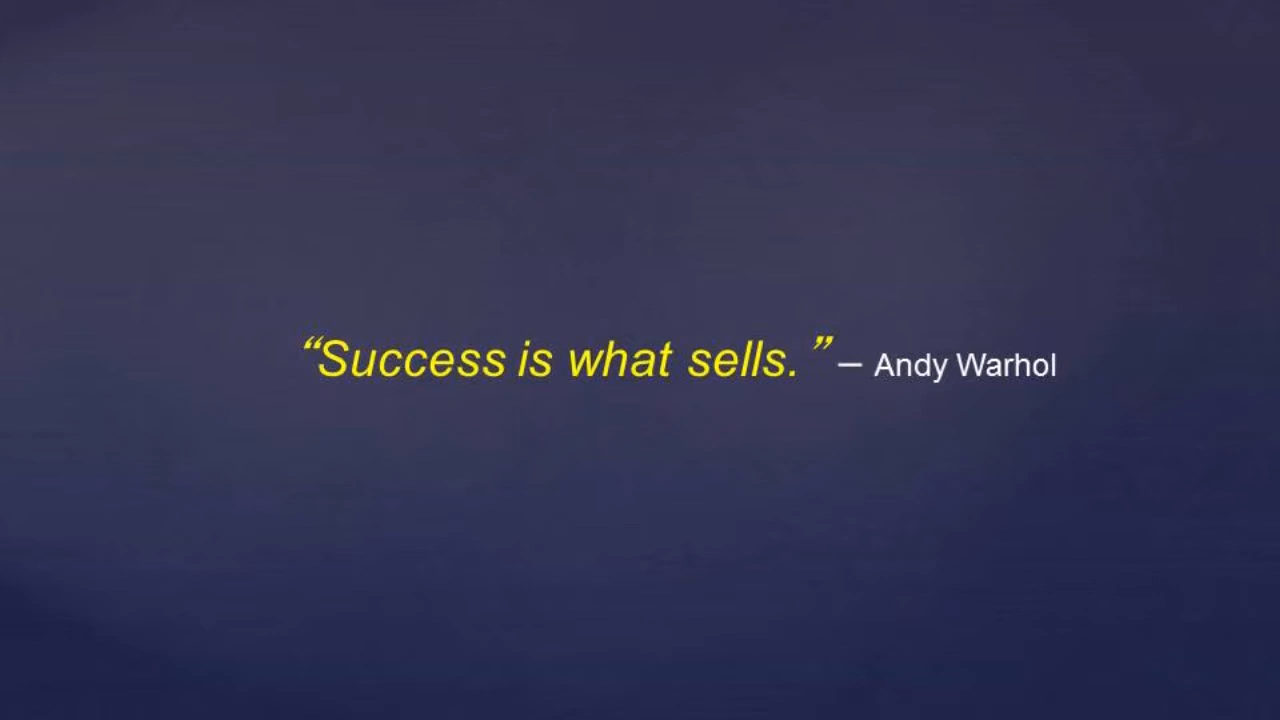 “Success is what sells. ” – Andy Warhol